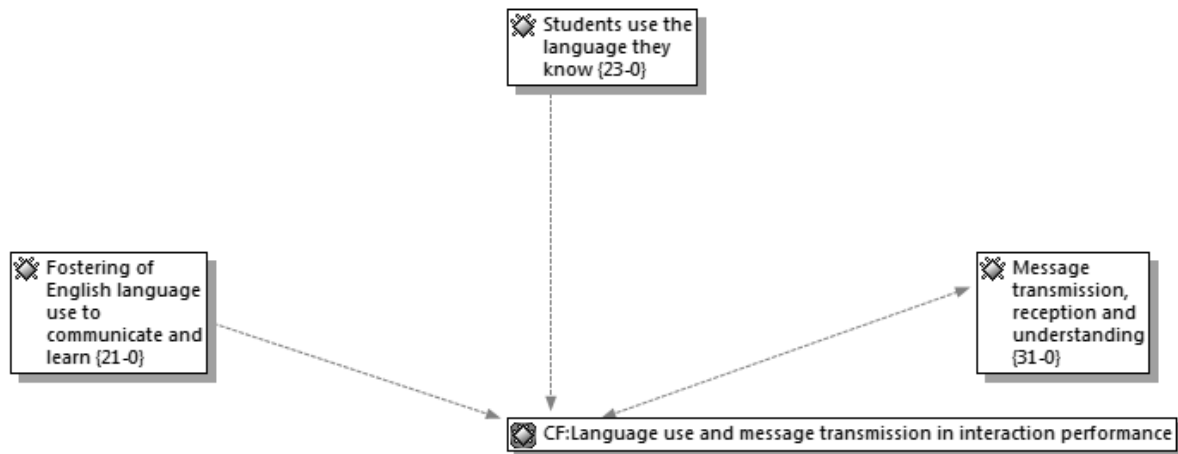 Students use the
language they
know {23-0}
Fostering of
English language
use to
communicate and
learn {21-0}
Message
transmission,
reception and
understanding
{31-0}
CF:Language use and message transmission in interaction performance